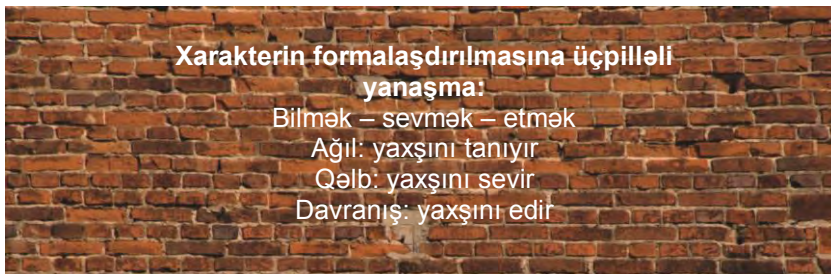 Xarakterin formalaşdırılmasına üçpilləli
yanaşma:
Bilmək – sevmək – etmək
Ağıl: yaxşını tanıyır
Qəlb: yaxşını sevir
Davranış: yaxşını edir